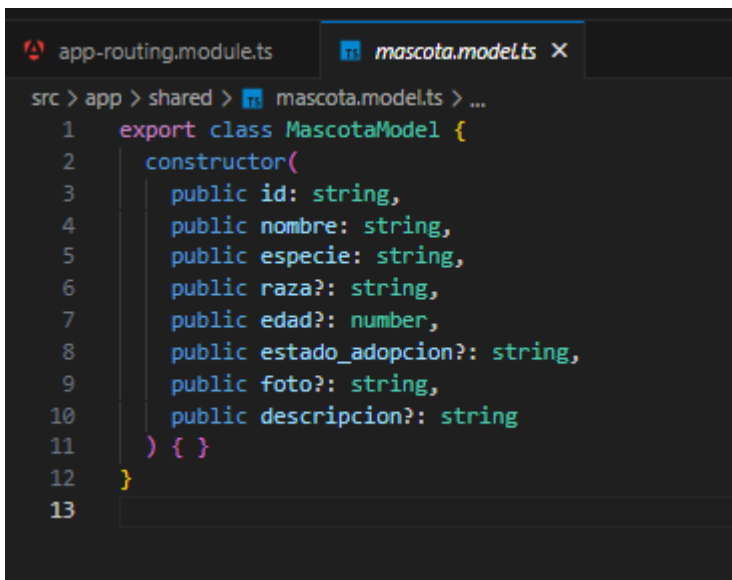 app-routing.module.ts
TS mascota.model.ts ×
src > app > shared > TS mascota.model.ts > ...
1 export class MascotaModel {
2 constructor(
3 public id: string,
4 public nombre: string,
5 public especie: string,
6 public raza?: string,
7 public edad?: number,
8 public estado_adopcion?: string,
9 public foto?: string,
10 public descripcion?: string
11 ) { }
12 }
13